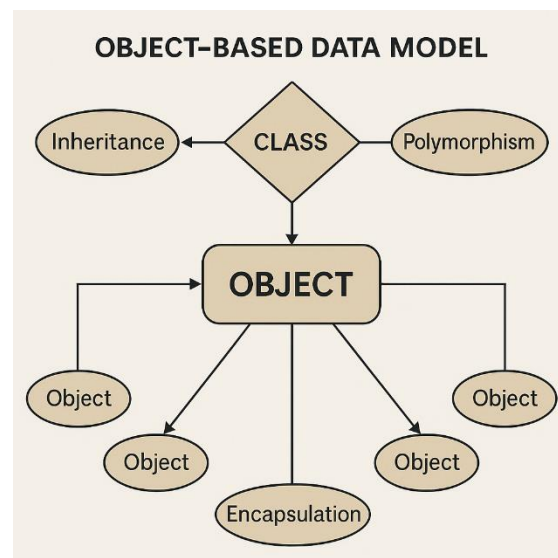 OBJECT-BASED DATA MODEL
Inheritance
CLASS
Polymorphism
OBJECT
Object
Object
Object
Object
Encapsulation